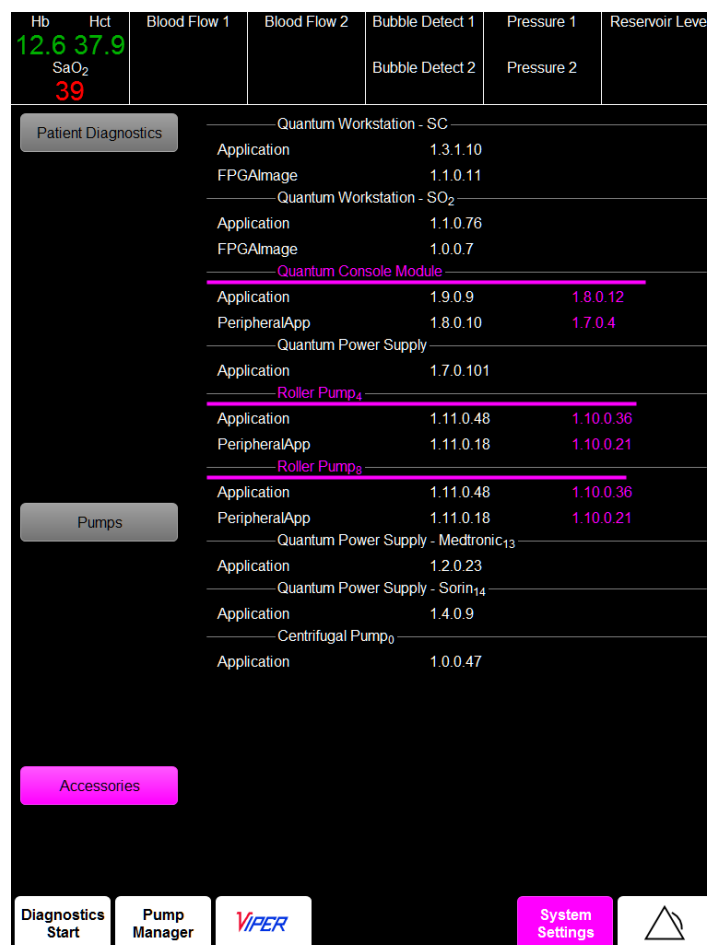 Hb Hct Blood Flow 1 Blood Flow 2 Bubble Detect 1 Pressure 1 Reservoir Leve
12.6 37.9
SaO₂ Bubble Detect 2 Pressure 2
39
Patient Diagnostics
Quantum Workstation - SC
Application 1.3.1.10
FPGAImage 1.1.0.11
Quantum Workstation - SO₂
Application 1.1.0.76
FPGAImage 1.0.0.7
Quantum Console Module
Application 1.9.0.9 1.8.0.12
PeripheralApp 1.8.0.10 1.7.0.4
Quantum Power Supply
Application 1.7.0.101
Roller Pump₄
Application 1.11.0.48 1.10.0.36
PeripheralApp 1.11.0.18 1.10.0.21
Roller Pump₈
Application 1.11.0.48 1.10.0.36
Pumps
PeripheralApp 1.11.0.18 1.10.0.21
Quantum Power Supply - Medtronic₁₃
Application 1.2.0.23
Quantum Power Supply - Sorin₁₄
Application 1.4.0.9
Centrifugal Pump₀
Application 1.0.0.47
Accessories
Diagnostics Start
Pump Manager
VIPER
System Settings